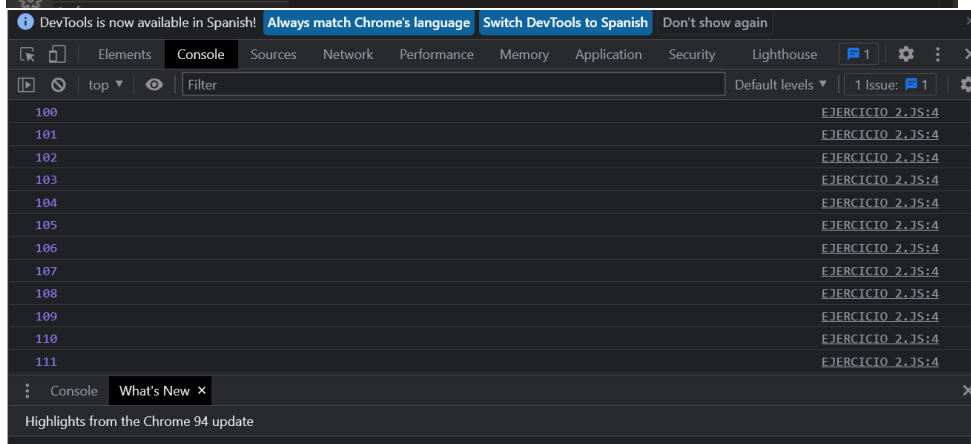 DevTools is now available in Spanish! Always match Chrome's language Switch DevTools to Spanish Don't show again
Elements Console Sources Network Performance Memory Application Security Lighthouse 1
top Filter Default levels 1 Issue: 1
100 EJERCICIO 2.JS:4
101 EJERCICIO 2.JS:4
102 EJERCICIO 2.JS:4
103 EJERCICIO 2.JS:4
104 EJERCICIO 2.JS:4
105 EJERCICIO 2.JS:4
106 EJERCICIO 2.JS:4
107 EJERCICIO 2.JS:4
108 EJERCICIO 2.JS:4
109 EJERCICIO 2.JS:4
110 EJERCICIO 2.JS:4
111 EJERCICIO 2.JS:4
Console What's New
Highlights from the Chrome 94 update